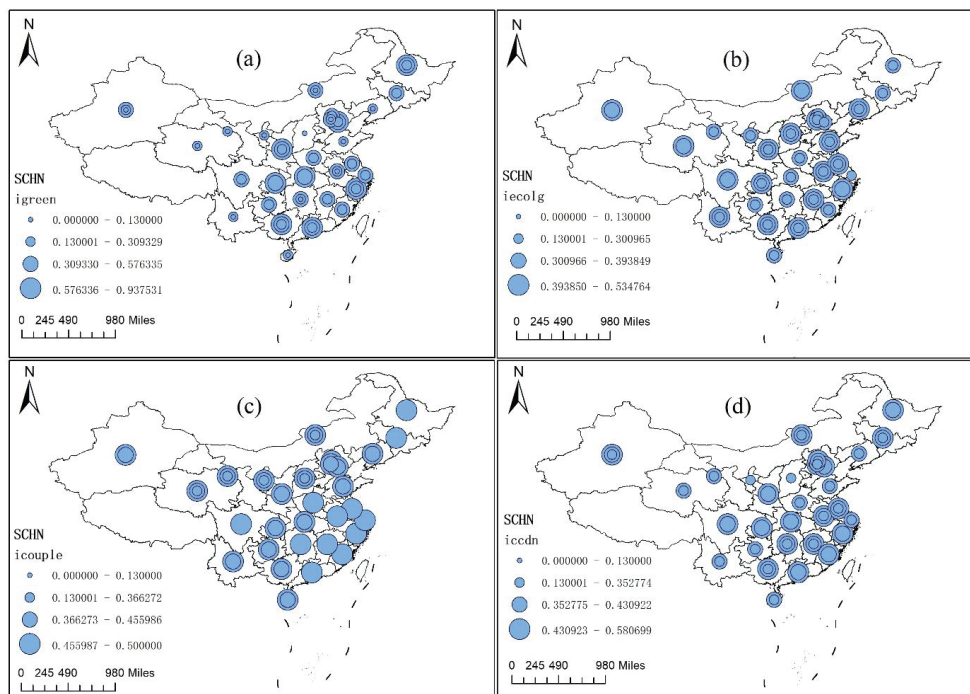 N
(a)
SCHN
igreen
0.000000 - 0.130000
0.130001 - 0.309329
0.309330 - 0.576335
0.576336 - 0.937531
0 245 490 980 Miles
N
(b)
SCHN
iecolg
0.000000 - 0.130000
0.130001 - 0.300965
0.300966 - 0.393849
0.393850 - 0.534764
0 245 490 980 Miles
N
(c)
SCHN
icouple
0.000000 - 0.130000
0.130001 - 0.366272
0.366273 - 0.455986
0.455987 - 0.500000
0 245 490 980 Miles
N
(d)
SCHN
iccdn
0.000000 - 0.130000
0.130001 - 0.352774
0.352775 - 0.430922
0.430923 - 0.580699
0 245 490 980 Miles